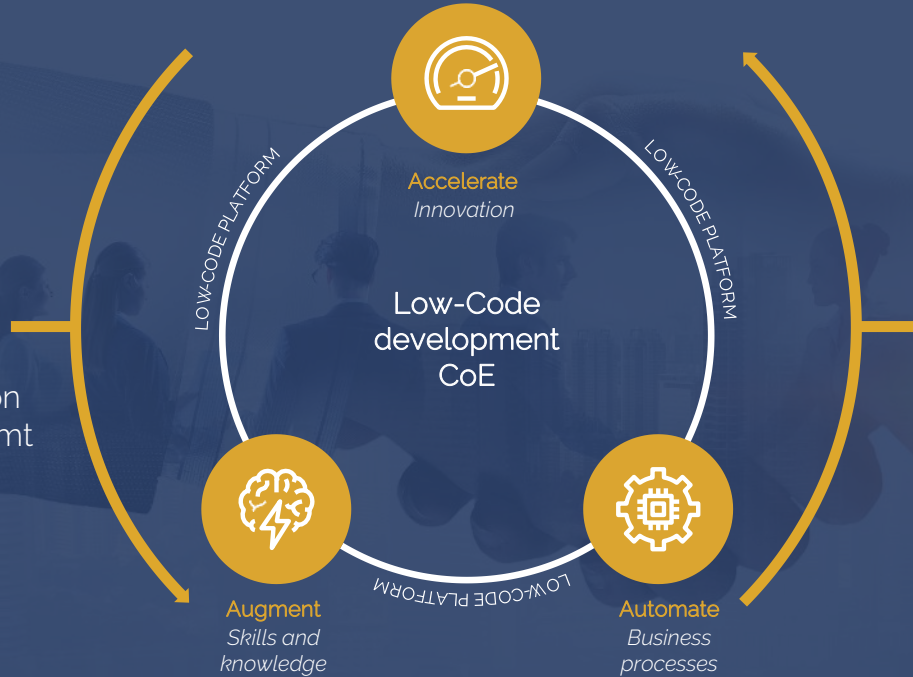 Accelerate
Innovation
LOW-CODE PLATFORM
LOW-CODE PLATFORM
Low-Code
development
CoE
LOW-CODE PLATFORM
Augment
Skills and
knowledge
Automate
Business
processes